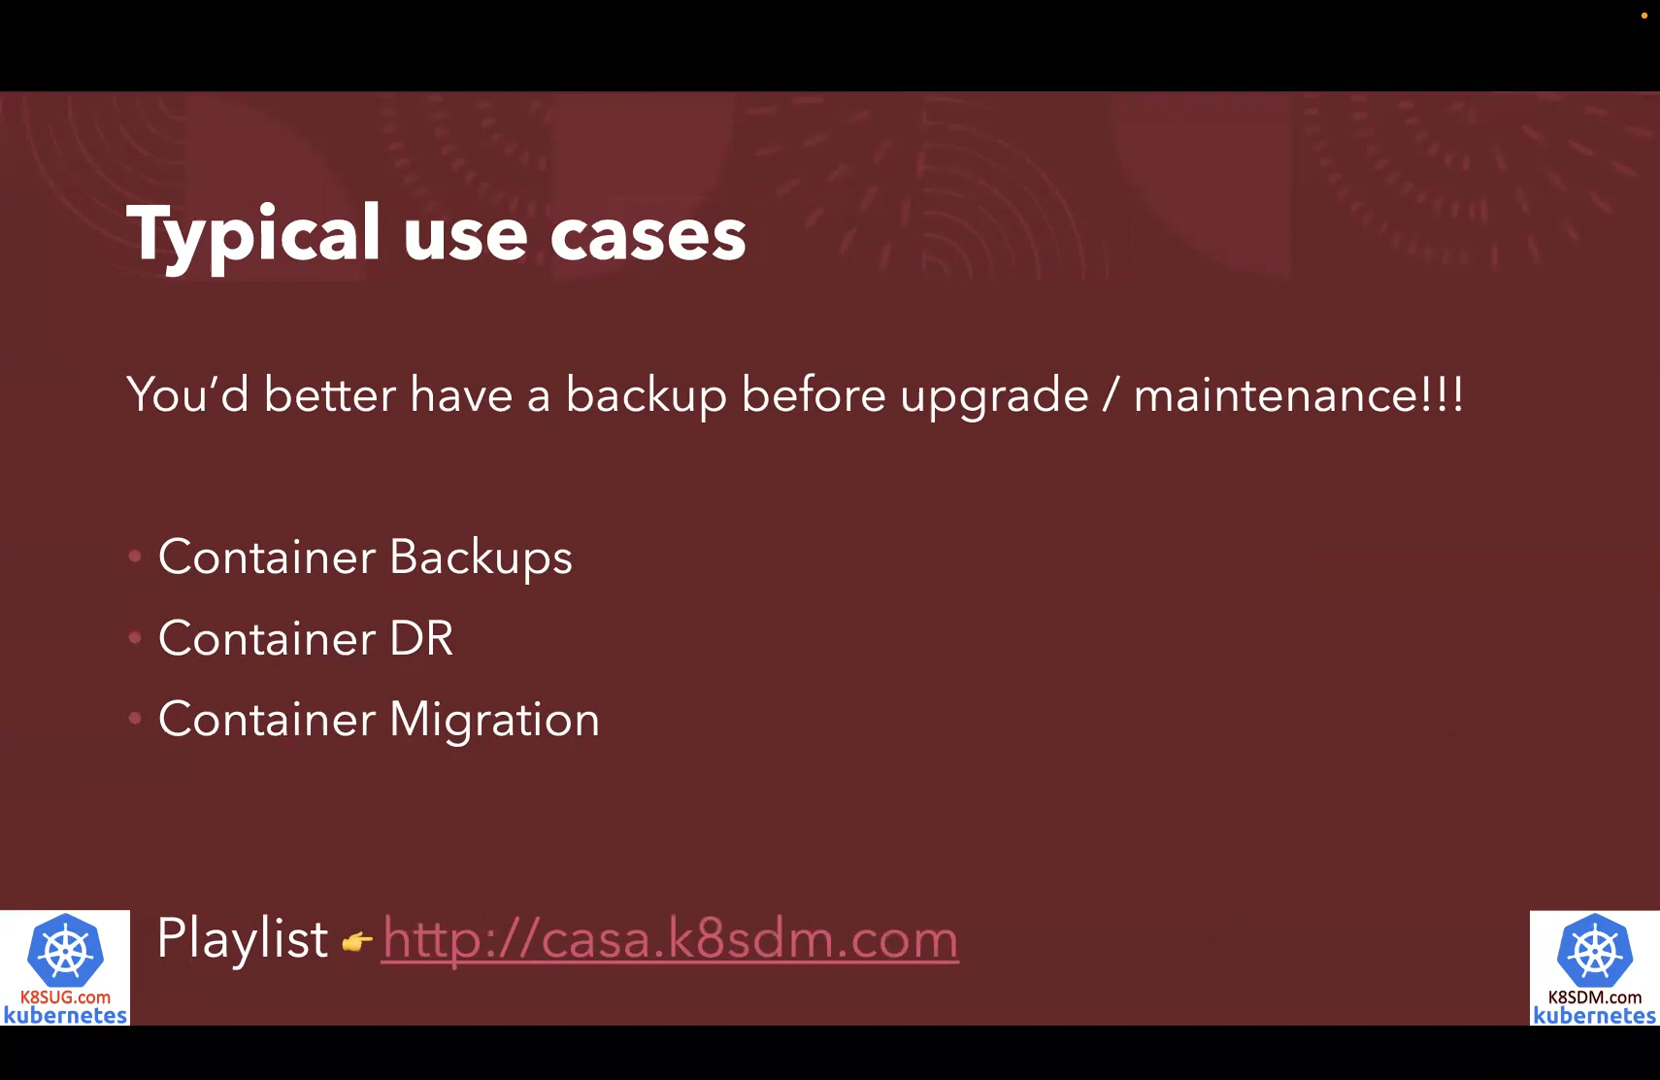 Typical use cases
You’d better have a backup before upgrade / maintenance!!!
• Container Backups
• Container DR
• Container Migration
Playlist 👉 http://casa.k8sdm.com
K8SUG.com
kubernetes
K8SDM.com
kubernetes